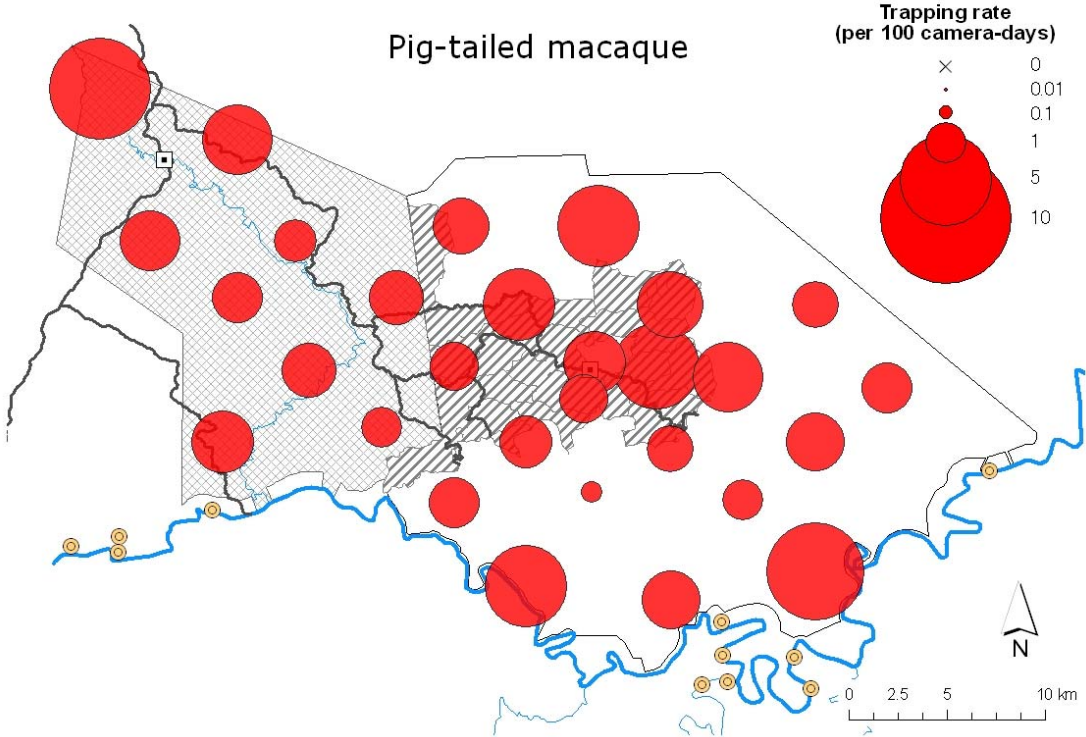 Pig-tailed macaque
Trapping rate
(per 100 camera-days)
0
0.01
0.1
1
5
10
N
0 2.5 5 10 km